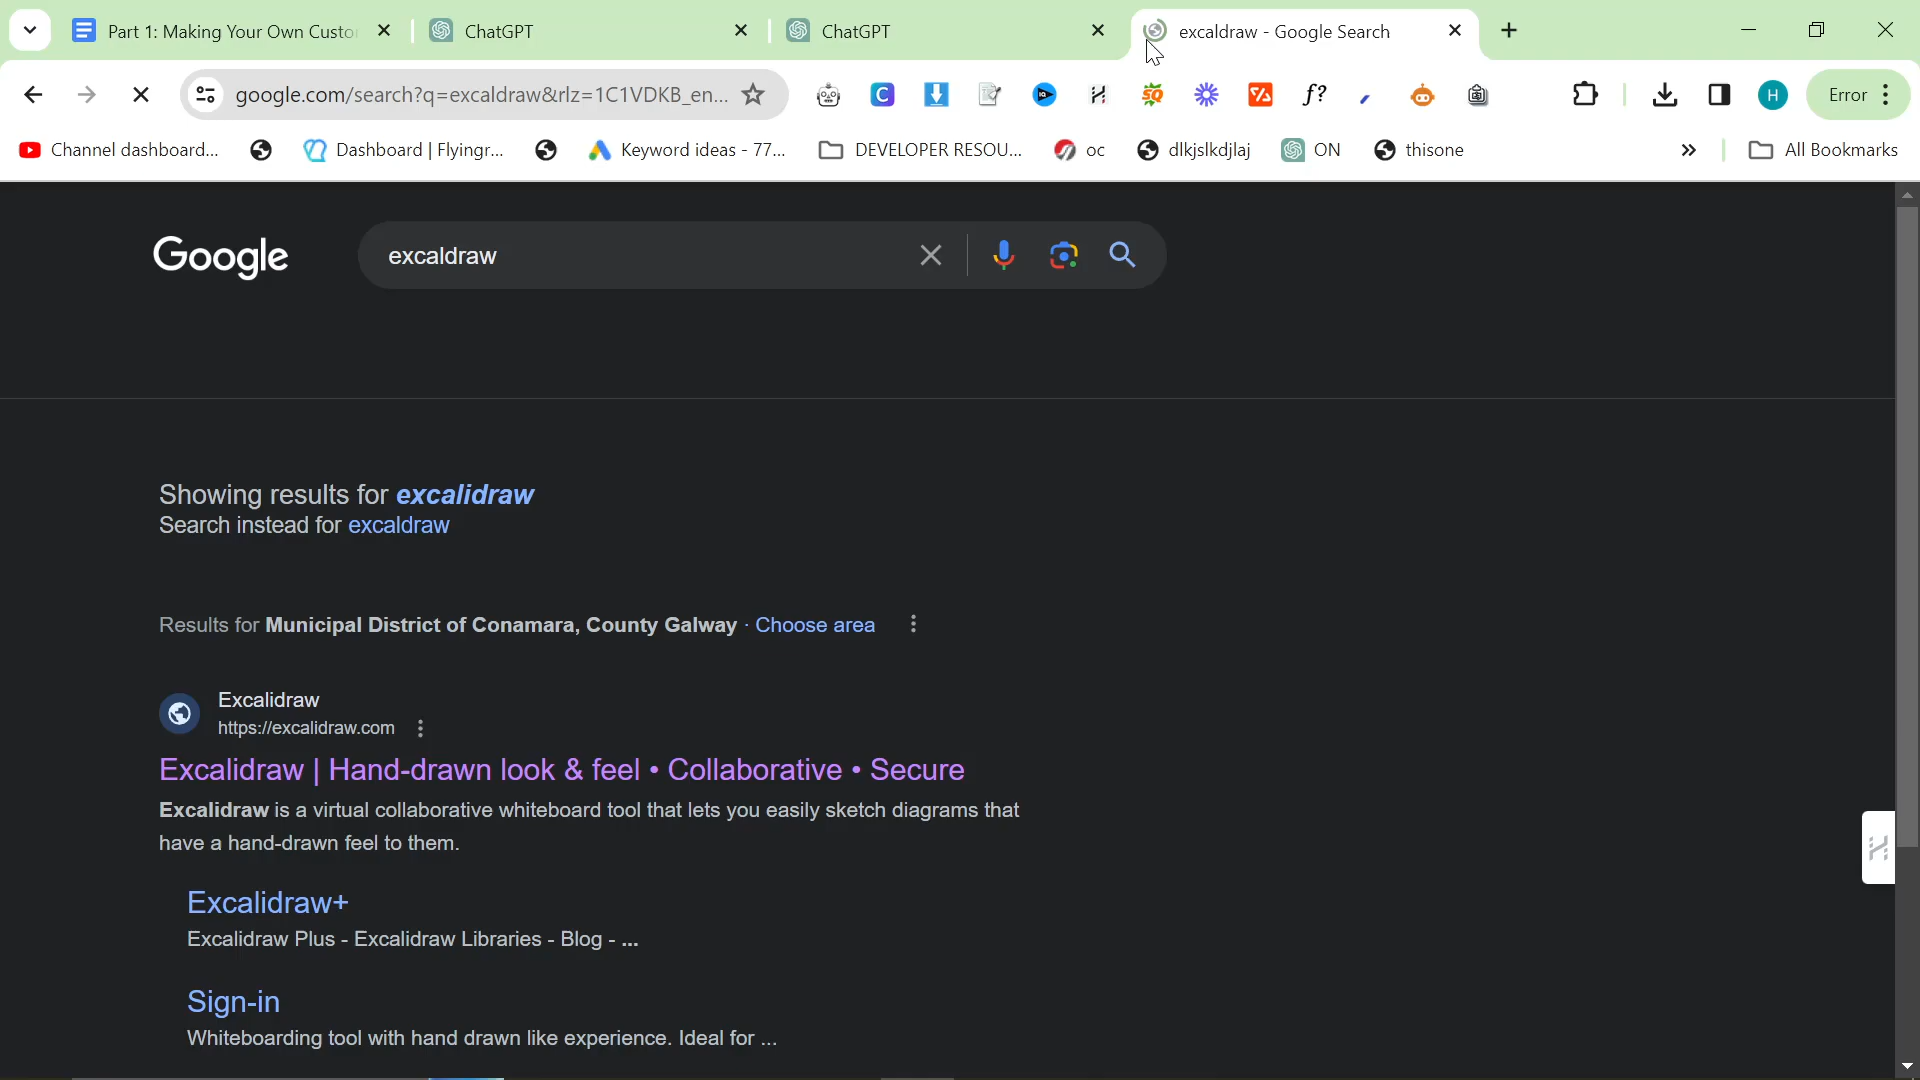 Part 1: Making Your Own Custo
ChatGPT
ChatGPT
excaldraw - Google Search
google.com/search?q=excaldraw&rlz=1C1VDKB_en...
H
Error
Channel dashboard...
Dashboard | Flyingr...
Keyword ideas - 77...
DEVELOPER RESOU...
oc
dlkjslkdjlaj
ON
thisone
All Bookmarks
Google
excaldraw
Showing results for excalidraw
Search instead for excaldraw
Results for Municipal District of Conamara, County Galway · Choose area
Excalidraw
https://excalidraw.com
Excalidraw | Hand-drawn look & feel • Collaborative • Secure
Excalidraw is a virtual collaborative whiteboard tool that lets you easily sketch diagrams that
have a hand-drawn feel to them.
Excalidraw+
Excalidraw Plus - Excalidraw Libraries - Blog - ...
Sign-in
Whiteboarding tool with hand drawn like experience. Ideal for ...